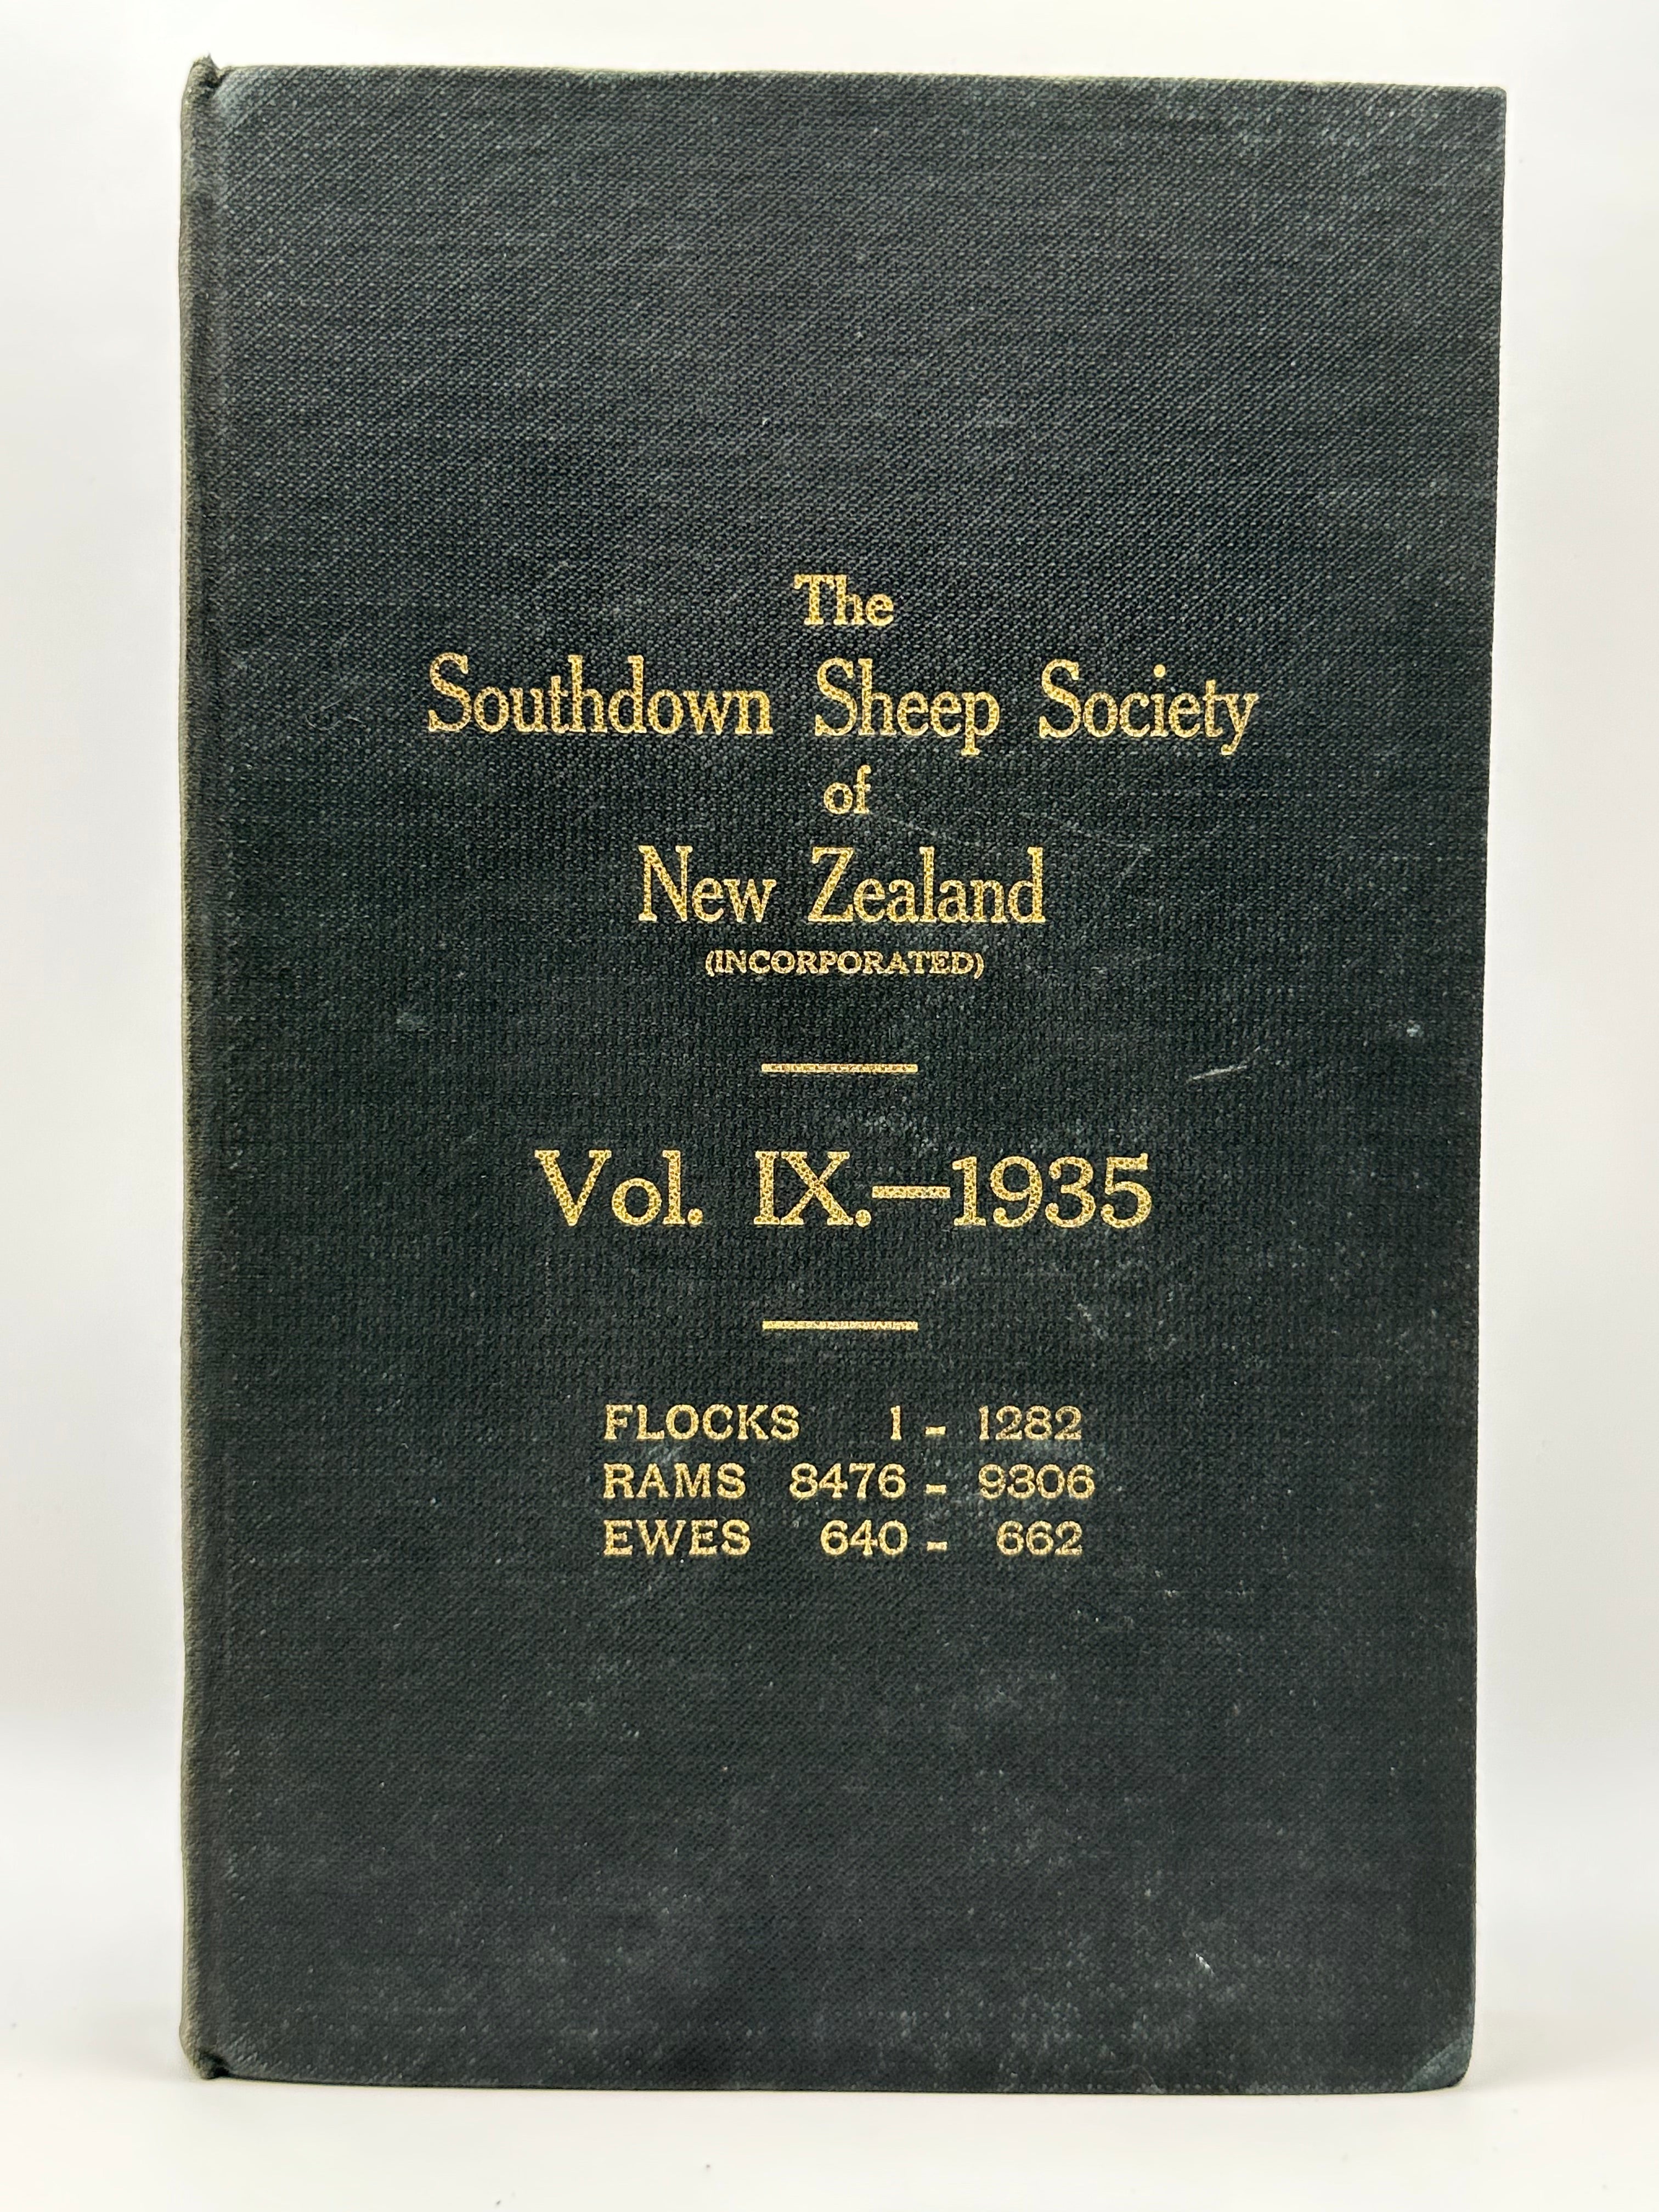 The
Southdown Sheep Society
of
New Zealand
(INCORPORATED)
Vol. IX.—1935
FLOCKS 1 - 1282
RAMS 8476 - 9306
EWES 640 - 662